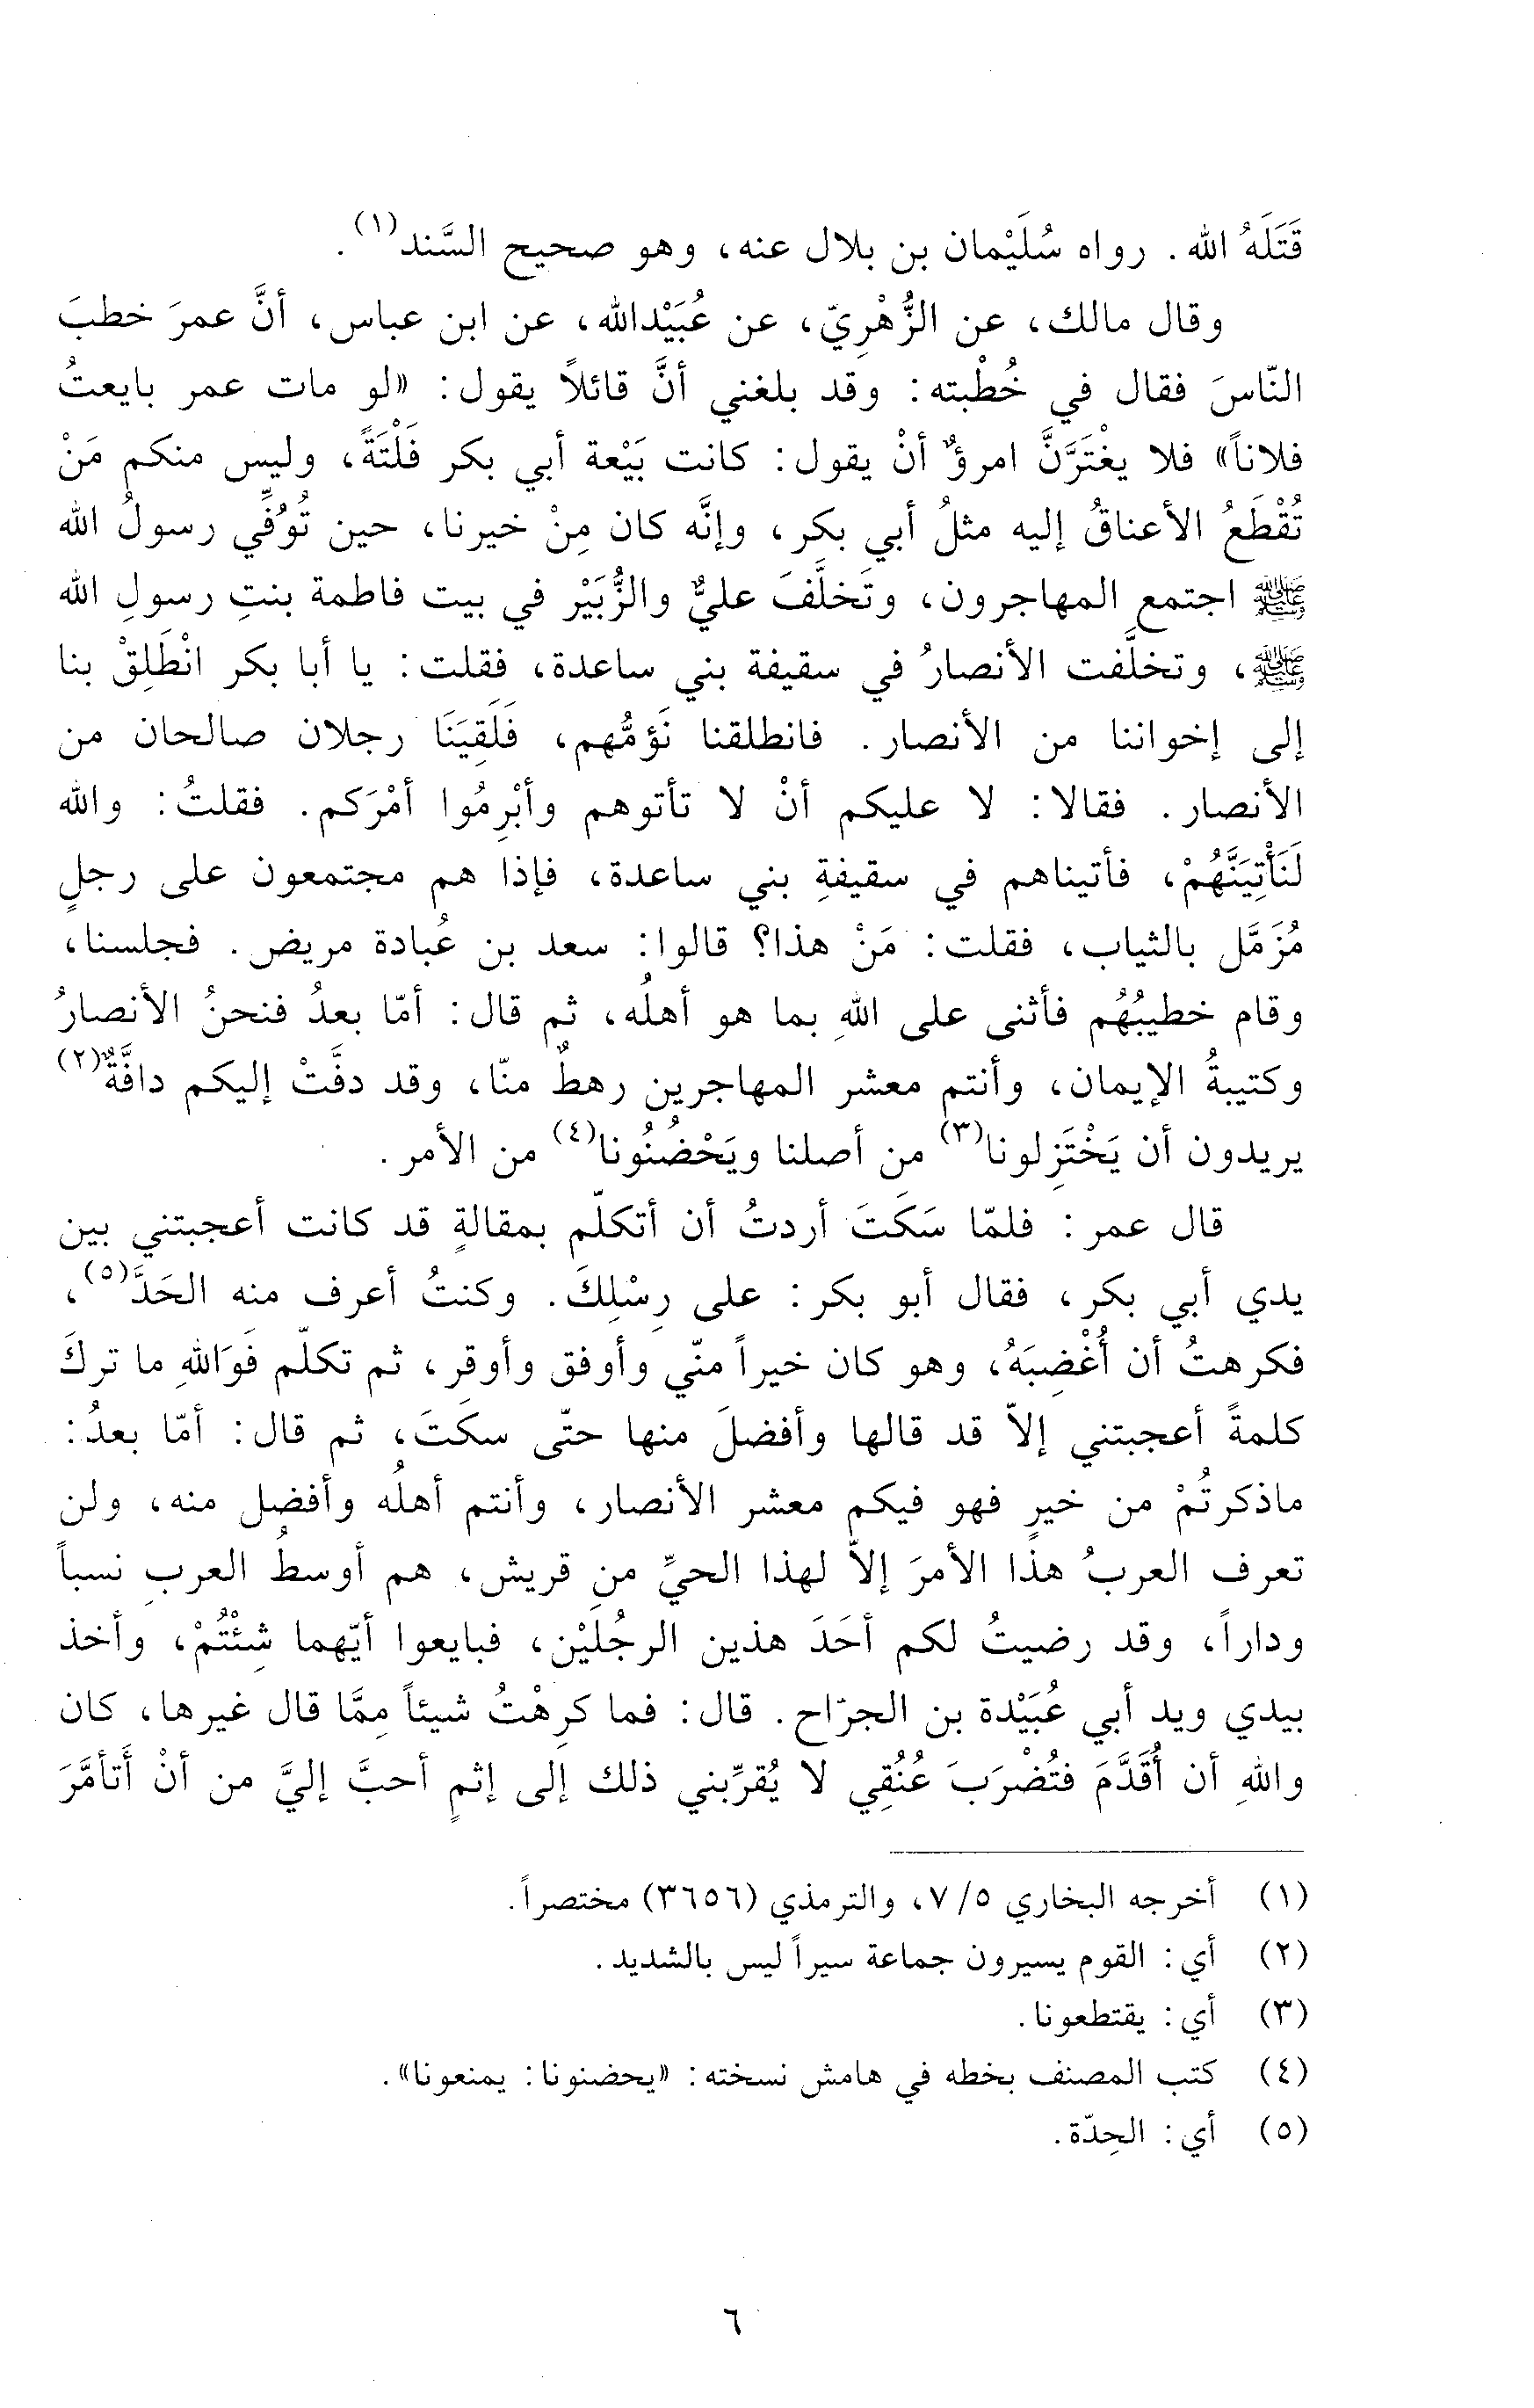 قَتَلَهُ الله. رواه سُلَيْمان بن بلال عنه، وهو صحيح السَّند(١).
وقال مالك، عن الزُّهْرِيّ، عن عُبَيْدالله، عن ابن عباس، أنَّ عمرَ خطبَ
النّاسَ فقال في خُطْبته: وقد بلغني أنَّ قائلاً يقول: «لو مات عمر بايعتُ
فلاناً» فلا يغْتَرَّنَّ امرؤٌ أنْ يقول: كانت بَيْعة أبي بكر فَلْتَةً، وليس منكم مَنْ
تُقْطَعُ الأعناقُ إليه مثلُ أبي بكر، وإنَّه كان مِنْ خيرنا، حين تُوُفِّي رسولُ الله
ﷺ اجتمع المهاجرون، وتَخلَّفَ عليٌّ والزُّبَيْر في بيت فاطمة بنتِ رسولِ الله
ﷺ، وتخلَّفت الأنصارُ في سقيفة بني ساعدة، فقلت: يا أبا بكر انْطَلِقْ بنا
إلى إخواننا من الأنصار. فانطلقنا نَؤمُّهم، فَلَقِيَنَا رجلان صالحان من
الأنصار. فقالا: لا عليكم أنْ لا تأتوهم وأبْرِمُوا أمْرَكم. فقلتُ: والله
لَنَأْتِيَنَّهُمْ، فأتيناهم في سقيفةِ بني ساعدة، فإذا هم مجتمعون على رجلٍ
مُزَمَّل بالثياب، فقلت: مَنْ هذا؟ قالوا: سعد بن عُبادة مريض. فجلسنا،
وقام خطيبُهُم فأثنى على اللهِ بما هو أهلُه، ثم قال: أمّا بعدُ فنحنُ الأنصارُ
وكتيبةُ الإيمان، وأنتم معشر المهاجرين رهطٌ منّا، وقد دفَّتْ إليكم دافَّةٌ(٢)
يريدون أن يَخْتَزِلونا(٣) من أصلنا ويَحْضُنُونا(٤) من الأمر.
قال عمر: فلمّا سَكَتَ أردتُ أن أتكلّم بمقالةٍ قد كانت أعجبتني بين
يدي أبي بكر، فقال أبو بكر: على رِسْلِكَ. وكنتُ أعرف منه الحَدَّ(٥)،
فكرهتُ أن أُغْضِبَهُ، وهو كان خيراً منّي وأوفق وأوقر، ثم تكلّم فَوَاللهِ ما تركَ
كلمةً أعجبتني إلاّ قد قالها وأفضلَ منها حتّى سكَتَ، ثم قال: أمّا بعدُ:
ماذكرتُمْ من خيرٍ فهو فيكم معشر الأنصار، وأنتم أهلُه وأفضل منه، ولن
تعرف العربُ هذا الأمرَ إلاّ لهذا الحيِّ من قريش، هم أوسطُ العربِ نسباً
وداراً، وقد رضيتُ لكم أحَدَ هذين الرجُلَيْن، فبايعوا أيّهما شِئْتُمْ، وأخذ
بيدي ويد أبي عُبَيْدة بن الجرّاح. قال: فما كرِهْتُ شيئاً مِمَّا قال غيرها، كان
واللهِ أن أُقَدَّمَ فتُضْرَبَ عُنُقِي لا يُقرِّبني ذلك إلى إثمٍ أحبَّ إليَّ من أنْ أَتأمَّرَ
(١) أخرجه البخاري ٥/ ٧، والترمذي (٣٦٥٦) مختصراً.
(٢) أي: القوم يسيرون جماعة سيراً ليس بالشديد.
(٣) أي: يقتطعونا.
(٤) كتب المصنف بخطه في هامش نسخته: «يحضنونا: يمنعونا».
(٥) أي: الحِدّة.
٦